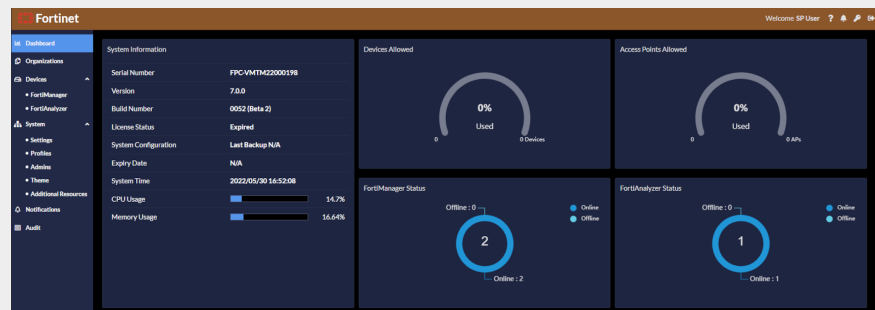 Fortinet
Welcome SP User
Dashboard
Organizations
Devices
FortiManager
FortiAnalyzer
System
Settings
Profiles
Admins
Theme
Additional Resources
Notifications
Audit
System Information
Serial Number FPC-VMTM22000198
Version 7.0.0
Build Number 0052 (Beta 2)
License Status Expired
System Configuration Last Backup N/A
Expiry Date N/A
System Time 2022/05/30 16:52:08
CPU Usage 14.7%
Memory Usage 16.64%
Devices Allowed
0%
Used
0 0 Devices
Access Points Allowed
0%
Used
0 0 APs
FortiManager Status
Offline : 0
Online
Offline
2
Online : 2
FortiAnalyzer Status
Offline : 0
Online
Offline
1
Online : 1